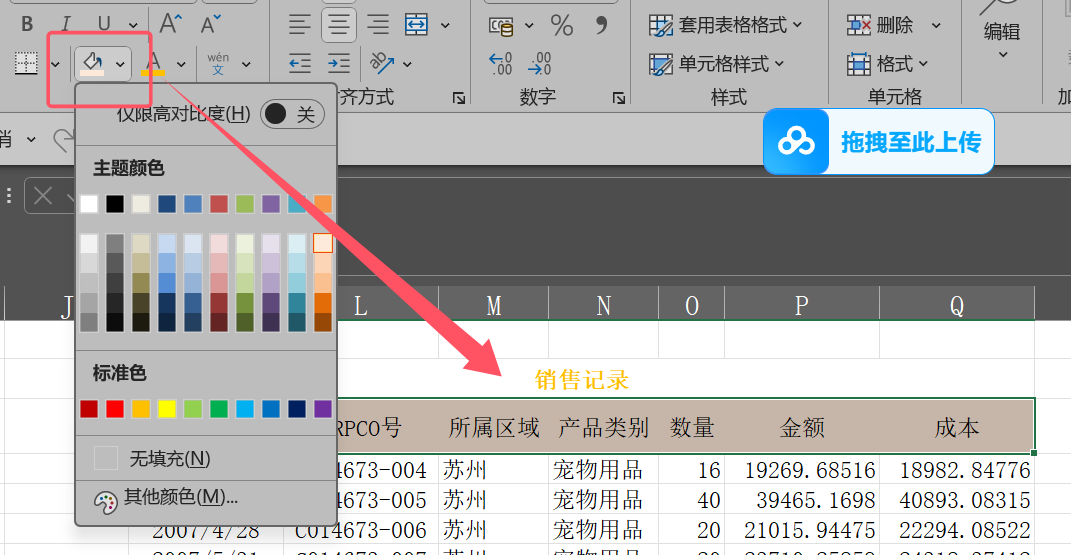 B I U A A
% 套用表格格式 删除
A wén 文 .00 .00 单元格样式 格式 编辑
齐方式 数字 样式 单元格
仅限高对比度(H) 关
消
拖拽至此上传
主题颜色
J L M N O P Q
标准色
销售记录
RPCO号 所属区域 产品类别 数量 金额 成本
无填充(N)
14673-004 苏州 宠物用品 16 19269.68516 18982.84776
其他颜色(M)...
14673-005 苏州 宠物用品 40 39465.1698 40893.08315
2007/4/28 C014673-006 苏州 宠物用品 20 21015.94475 22294.08522